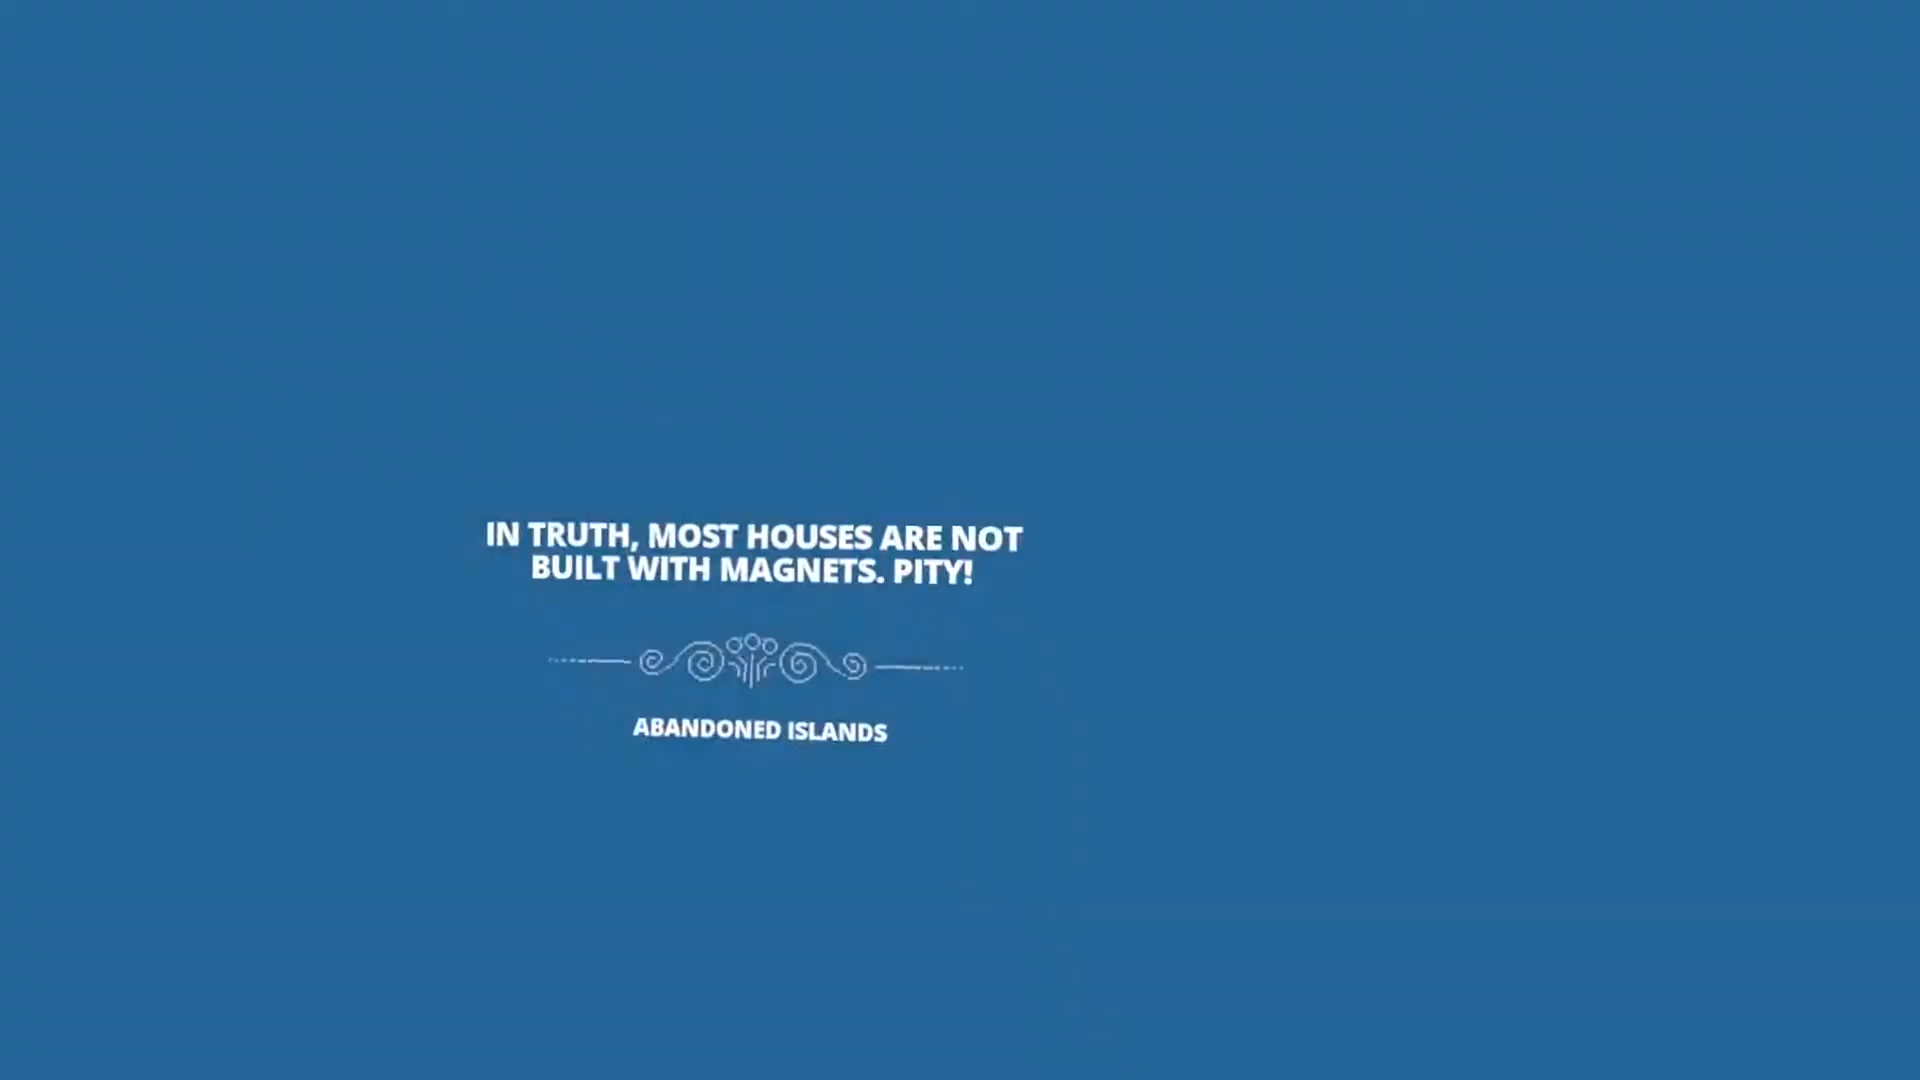 IN TRUTH, MOST HOUSES ARE NOT
BUILT WITH MAGNETS. PITY!
ABANDONED ISLANDS